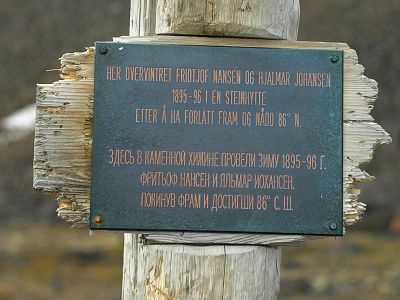 HER OVERVINTRET FRIDTJOF NANSEN OG HJALMAR JOHANSEN
1895-96 I EN STEINHYTTE
ETTER Å HA FORLATT FRAM OG NÅDD 86° N.
ЗДЕСЬ В КАМЕННОЙ ХИЖИНЕ ПРОВЕЛИ ЗИМУ 1895-96 Г.
ФРИТЬОФ НАНСЕН И ЯЛЬМАР ИОХАНСЕН,
ПОКИНУВ ФРАМ И ДОСТИГШИ 86° С. Ш.